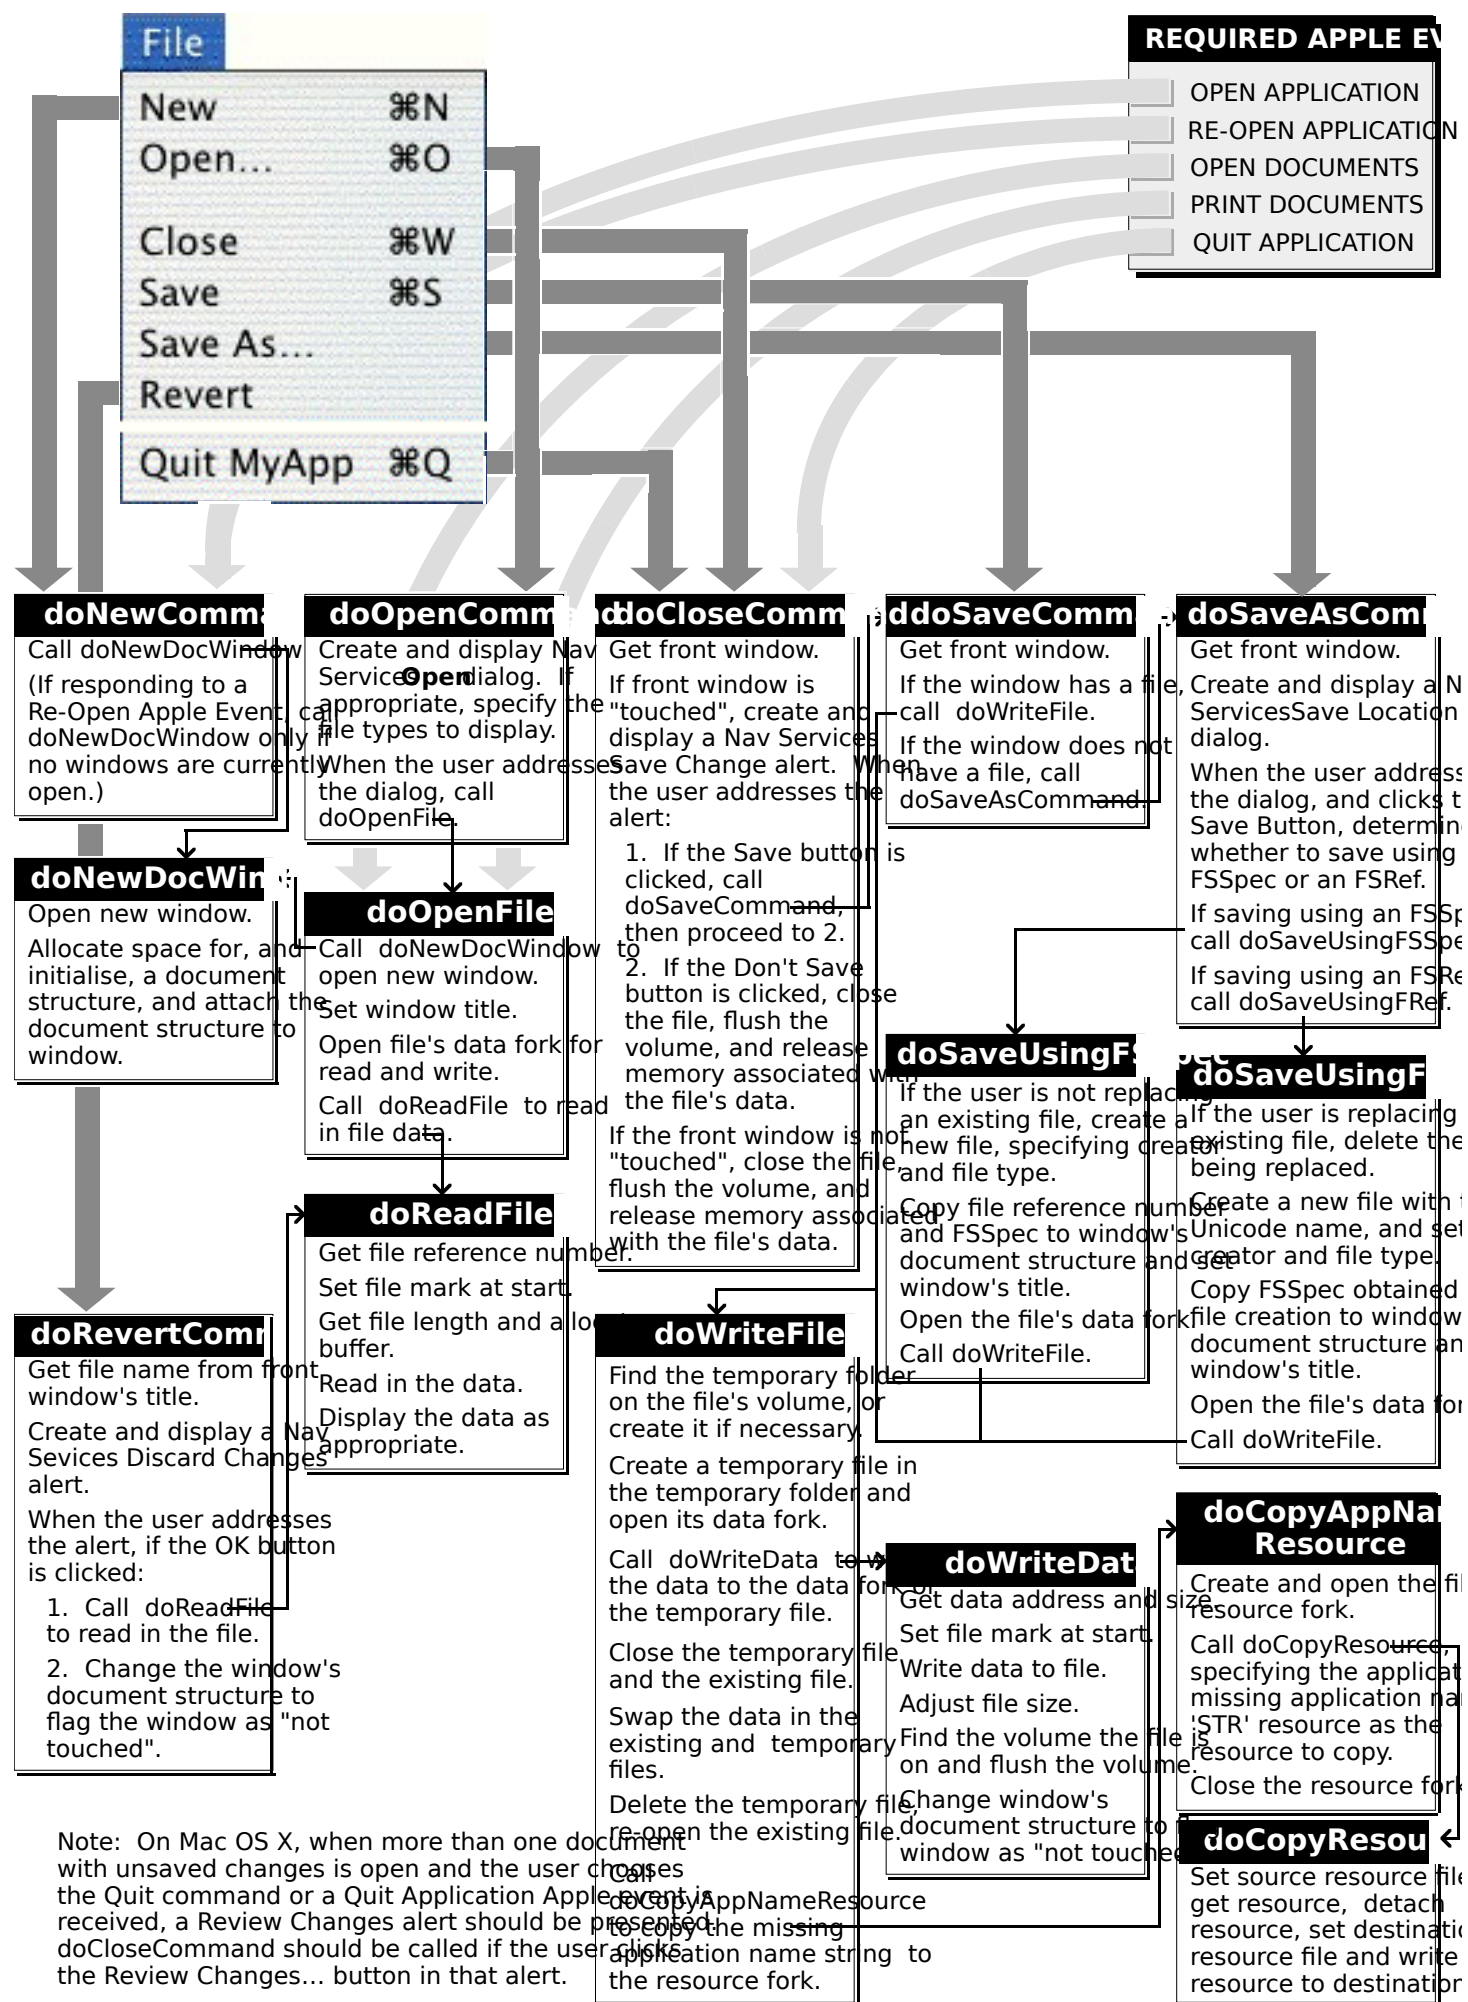 File
New ⌘N
Open... ⌘O
Close ⌘W
Save ⌘S
Save As...
Revert
Quit MyApp ⌘Q
REQUIRED APPLE
OPEN APPLICATION
RE-OPEN APPLICATION
OPEN DOCUMENTS
PRINT DOCUMENTS
QUIT APPLICATION
doNewComma
Call doNewDocWindow
(If responding to a
Re-Open Apple Event, call
doNewDocWindow only if
no windows are currently
open.)
doNewDocWin
Open new window.
Allocate space for, and
initialise, a document
structure, and attach the
document structure to
window.
doRevertCom
Get file name from front
window's title.
Create and display a Nav
Sevices Discard Changes
alert.
When the user addresses
the alert, if the OK button
is clicked:
1. Call doReadFile
to read in the file.
2. Change the window's
document structure to
flag the window as "not
touched".
doOpenCommand
Create and display Nav
Services Open dialog. If
appropriate, specify the
file types to display.
When the user addresses
the dialog, call
doOpenFile.
doOpenFile
Call doNewDocWindow to
open new window.
Set window title.
Open file's data fork for
read and write.
Call doReadFile to read
in file data.
doReadFile
Get file reference number.
Set file mark at start.
Get file length and
buffer.
Read in the data.
Display the data as
appropriate.
doCloseComm
Get front window.
If front window is
"touched", create and
display a Nav Services
Save Change alert. When
the user addresses the
alert:
1. If the Save button is
clicked, call
doSaveCommand,
then proceed to 2.
2. If the Don't Save
button is clicked, close
the file, flush the
volume, and release
memory associated with
the file's data.
If the front window is not
"touched", close the file,
flush the volume, and
release memory associated
with the file's data.
doWriteFile
Find the temporary folder
on the file's volume, or
create it if necessary.
Create a temporary file in
the temporary folder and
open its data fork.
Call doWriteData to
the data to the data fork of
the temporary file.
Close the temporary file
and the existing file.
Swap the data in the
existing and temporary
files.
Delete the temporary file,
re-open the existing file.
Call
doCopyAppNameResource
to copy the missing
application name string to
the resource fork.
doSaveComma
Get front window.
If the window has a file,
call doWriteFile.
If the window does not
have a file, call
doSaveAsCommand.
doSaveUsingFSSpec
If the user is not replacing
an existing file, create a
new file, specifying creator
and file type.
Copy file reference number
and FSSpec to window's
document structure and set
window's title.
Open the file's data fork.
Call doWriteFile.
doWriteData
Get data address and size.
Set file mark at start.
Write data to file.
Adjust file size.
Find the volume the file is
on and flush the volume.
Change window's
document structure to
window as "not touched
doSaveAsCom
Get front window.
Create and display a
ServicesSave Location
dialog.
When the user address
the dialog, and clicks
Save Button, determin
whether to save using
FSSpec or an FSRef.
If saving using an FSSp
call doSaveUsingFSSpe
If saving using an FSRe
call doSaveUsingFRef.
doSaveUsingF
If the user is replacing
existing file, delete the
being replaced.
Create a new file with
Unicode name, and set
creator and file type.
Copy FSSpec obtained
file creation to window
document structure an
window's title.
Open the file's data for
Call doWriteFile.
doCopyAppNa
Resource
Create and open the fil
resource fork.
Call doCopyResource,
specifying the applicat
missing application na
'STR' resource as the
resource to copy.
Close the resource fork
doCopyResou
Set source resource file
get resource, detach
resource, set destinatio
resource file and write
resource to destination
Note: On Mac OS X, when more than one document
with unsaved changes is open and the user chooses
the Quit command or a Quit Application Apple event is
received, a Review Changes alert should be presented.
doCloseCommand should be called if the user clicks
the Review Changes... button in that alert.